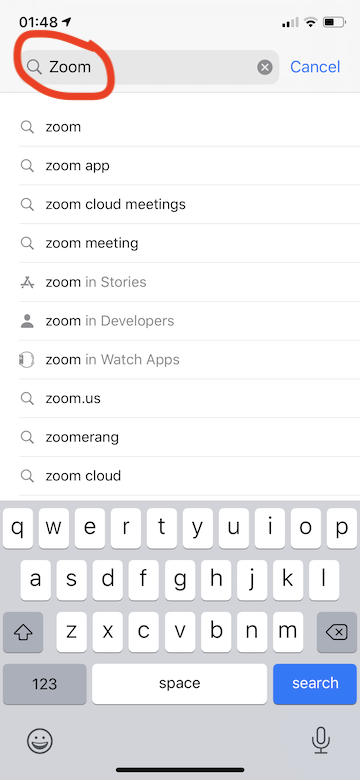 01:48
Zoom Cancel
zoom
zoom app
zoom cloud meetings
zoom meeting
zoom in Stories
zoom in Developers
zoom in Watch Apps
zoom.us
zoomerang
zoom cloud
q w e r t y u i o p
a s d f g h j k l
z x c v b n m
123 space search